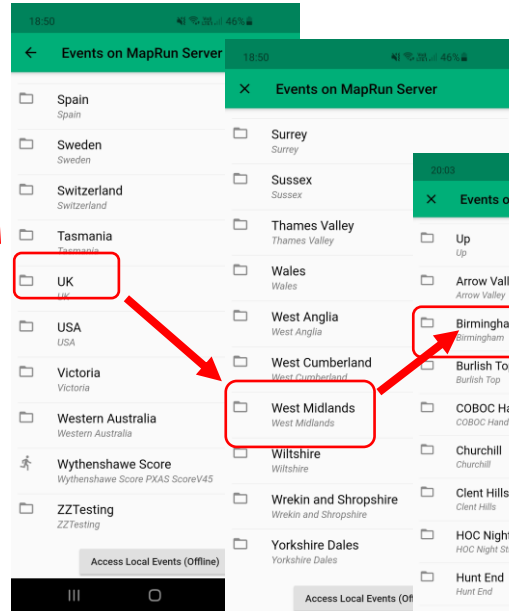 18:50
46%
Events on MapRun Server
Spain
Spain
Sweden
Sweden
Switzerland
Switzerland
Tasmania
Tasmania
UK
UK
USA
USA
Victoria
Victoria
Western Australia
Western Australia
Wythenshawe Score
Wythenshawe Score PXAS ScoreV45
ZZTesting
ZZTesting
Access Local Events (Offline)
18:50
46%
Events on MapRun Server
Surrey
Surrey
Sussex
Sussex
Thames Valley
Thames Valley
Wales
Wales
West Anglia
West Anglia
West Cumberland
West Cumberland
West Midlands
West Midlands
Wiltshire
Wiltshire
Wrekin and Shropshire
Wrekin and Shropshire
Yorkshire Dales
Yorkshire Dales
Access Local Events (Off
20:03
Events o
Up
Up
Arrow Vall
Arrow Valley
Birmingha
Birmingham
Burlish Top
Burlish Top
COBOC Ha
COBOC Hand
Churchill
Churchill
Clent Hills
Clent Hills
HOC Night
HOC Night St
Hunt End
Hunt End